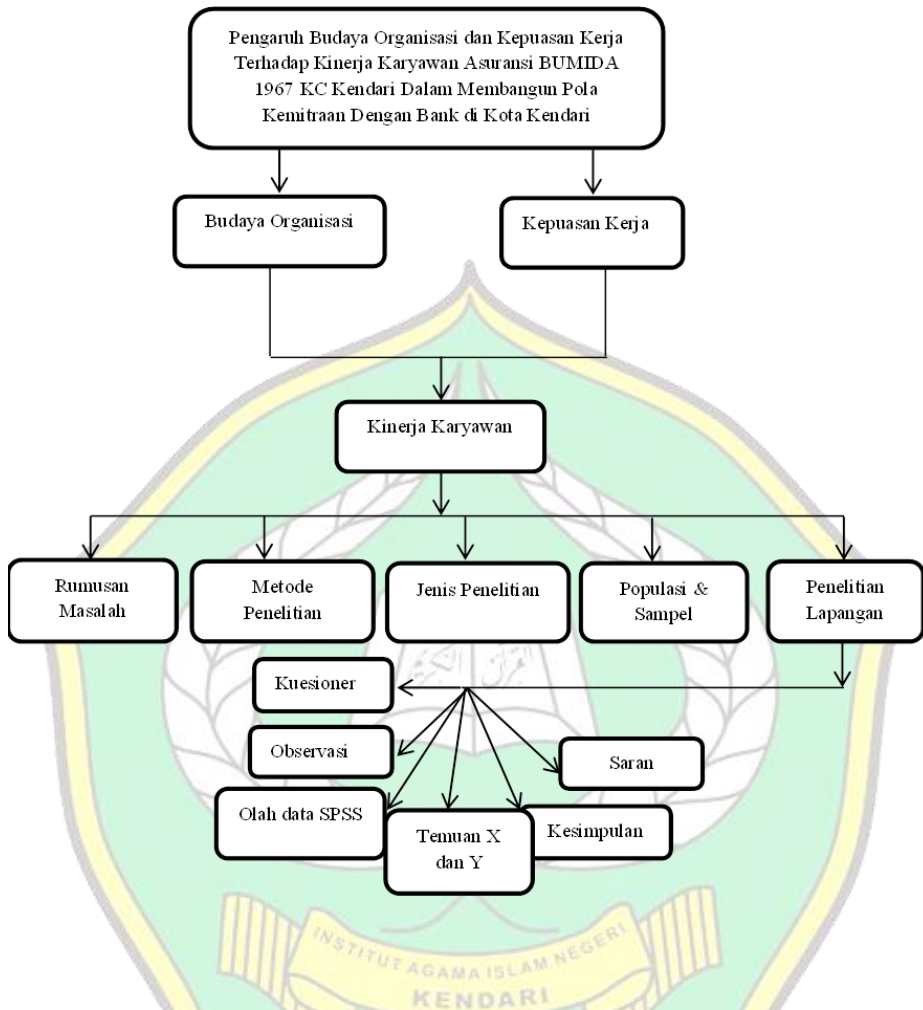 Pengaruh Budaya Organisasi dan Kepuasan Kerja
Terhadap Kinerja Karyawan Asuransi BUMIDA
1967 KC Kendari Dalam Membangun Pola
Kemitraan Dengan Bank di Kota Kendari
Budaya Organisasi
Kepuasan Kerja
Kinerja Karyawan
Rumusan
Masalah
Metode
Penelitian
Jenis Penelitian
Populasi &
Sampel
Penelitian
Lapangan
Kuesioner
Observasi
Saran
Olah data SPSS
Temuan X
dan Y
Kesimpulan
INSTITUT AGAMA ISLAM NEGERI
KENDARI